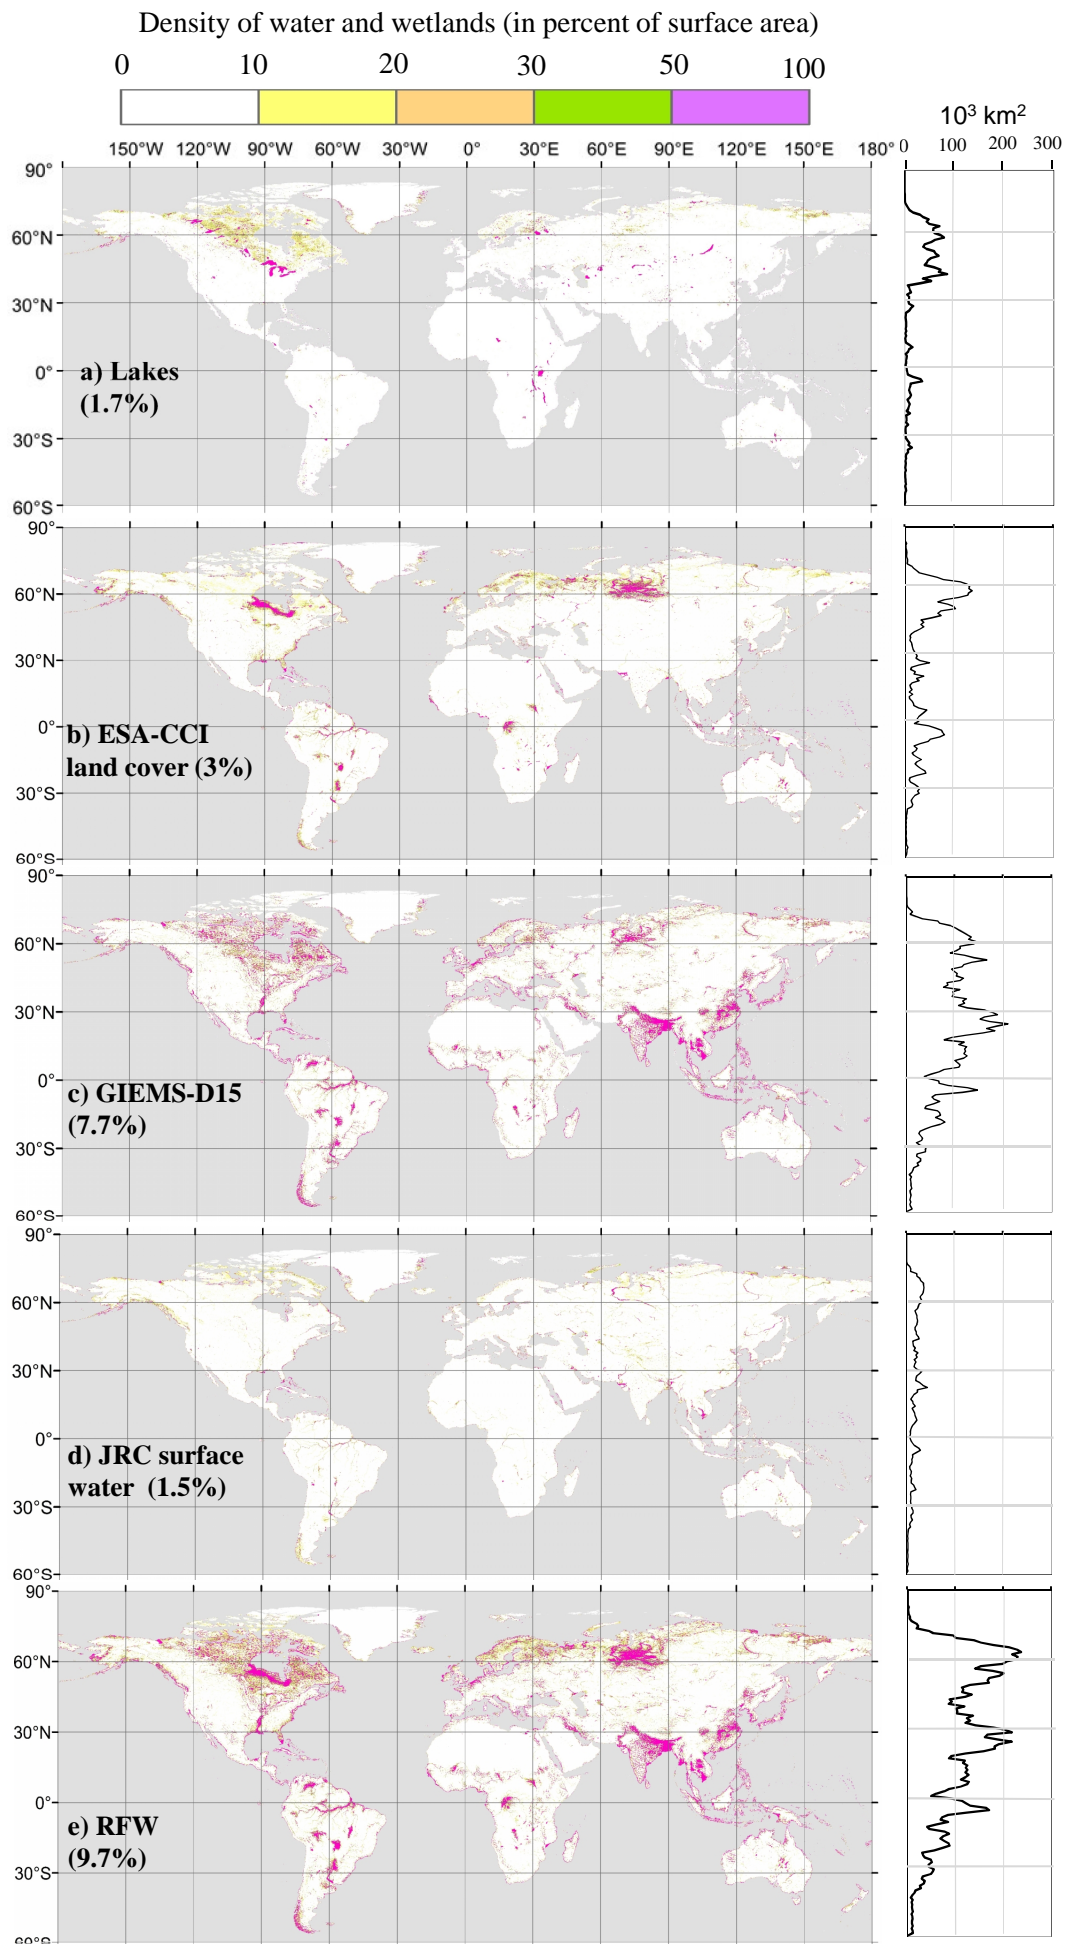 Density of water and wetlands (in percent of surface area)
0 10 20 30 50 100
10³ km²
0 100 200 300
150°W 120°W 90°W 60°W 30°W 0° 30°E 60°E 90°E 120°E 150°E 180°
90°
60°N
30°N
0°
30°S
60°S
a) Lakes
(1.7%)
90°
60°N
30°N
0°
30°S
60°S
b) ESA-CCI
land cover (3%)
90°
60°N
30°N
0°
30°S
60°S
c) GIEMS-D15
(7.7%)
90°
60°N
30°N
0°
30°S
60°S
d) JRC surface
water (1.5%)
90°
60°N
30°N
0°
30°S
60°S
e) RFW
(9.7%)